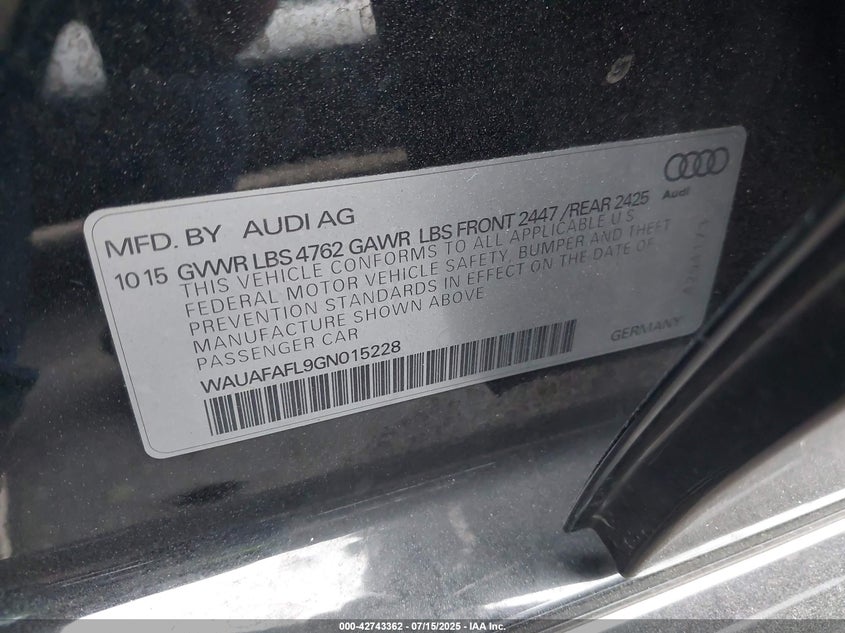 Audi
MFD. BY AUDI AG
10 15 GVWR LBS 4762 GAWR LBS FRONT 2447 /REAR 2425
THIS VEHICLE CONFORMS TO ALL APPLICABLE U.S
FEDERAL MOTOR VEHICLE SAFETY, BUMPER AND THEFT
PREVENTION STANDARDS IN EFFECT ON THE DATE OF
MANUFACTURE SHOWN ABOVE
PASSENGER CAR
WAUAFAFL9GN015228
GERMANY
000-42743362 - 07/15/2025 - IAA Inc.